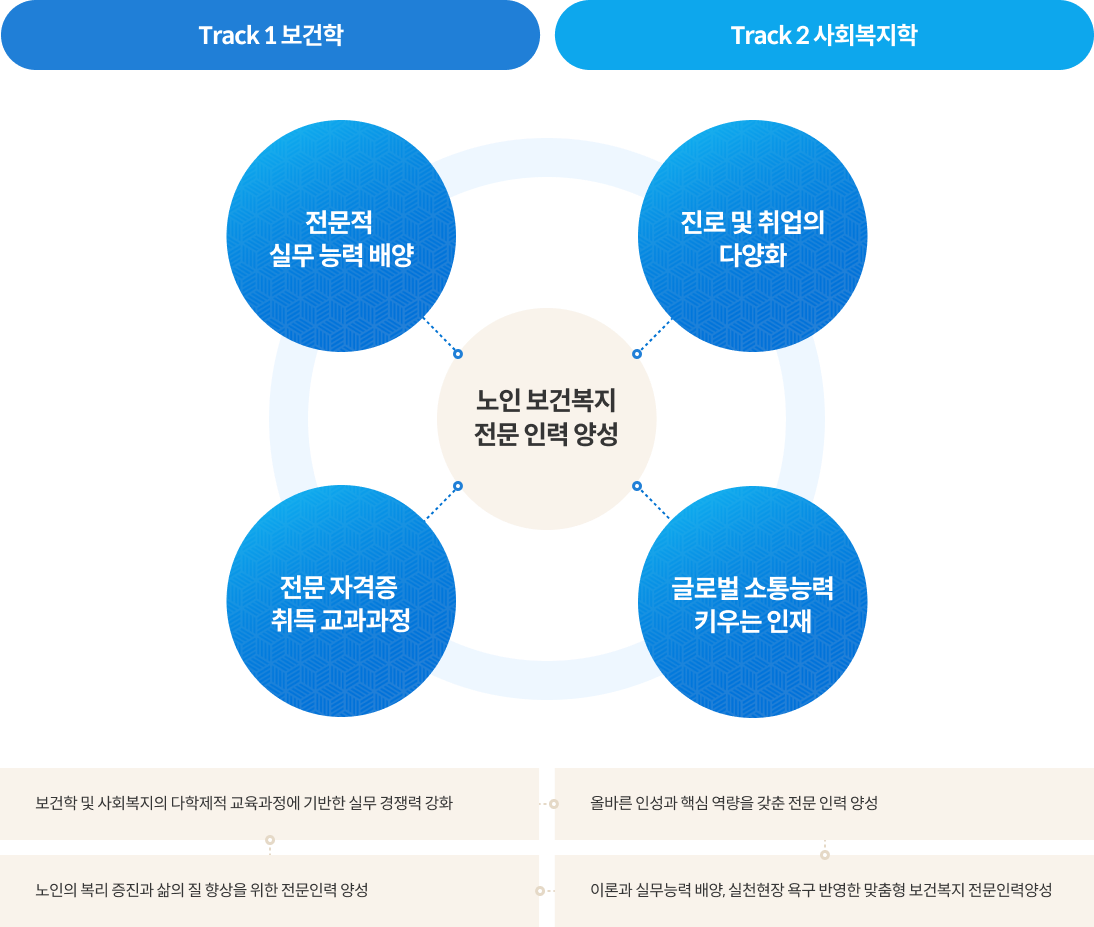 Track 1 보건학
Track 2 사회복지학
전문적
실무 능력 배양
진로 및 취업의
다양화
노인 보건복지
전문 인력 양성
전문 자격증
취득 교과과정
글로벌 소통능력
키우는 인재
보건학 및 사회복지의 다학제적 교육과정에 기반한 실무 경쟁력 강화
올바른 인성과 핵심 역량을 갖춘 전문 인력 양성
노인의 복리 증진과 삶의 질 향상을 위한 전문인력 양성
이론과 실무능력 배양, 실천현장 욕구 반영한 맞춤형 보건복지 전문인력양성